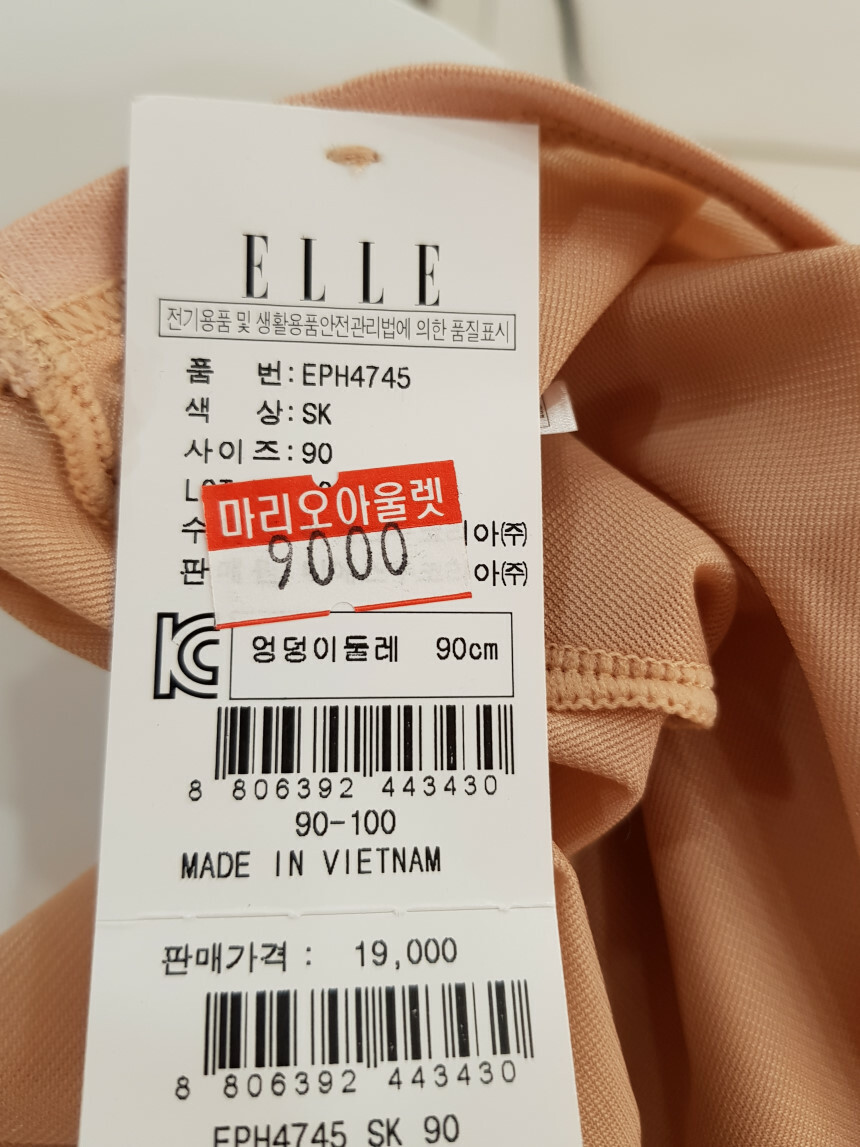 ELLE
전기용품 및 생활용품안전관리법에 의한 품질표시
품 번: EPH4745
색 상: SK
사이즈: 90
마리오아울렛
9000
수 아㈜
판 아㈜
엉덩이둘레 90cm
8 806392 443430
90-100
MADE IN VIETNAM
판매가격 : 19,000
8 806392 443430
EPH4745 SK 90